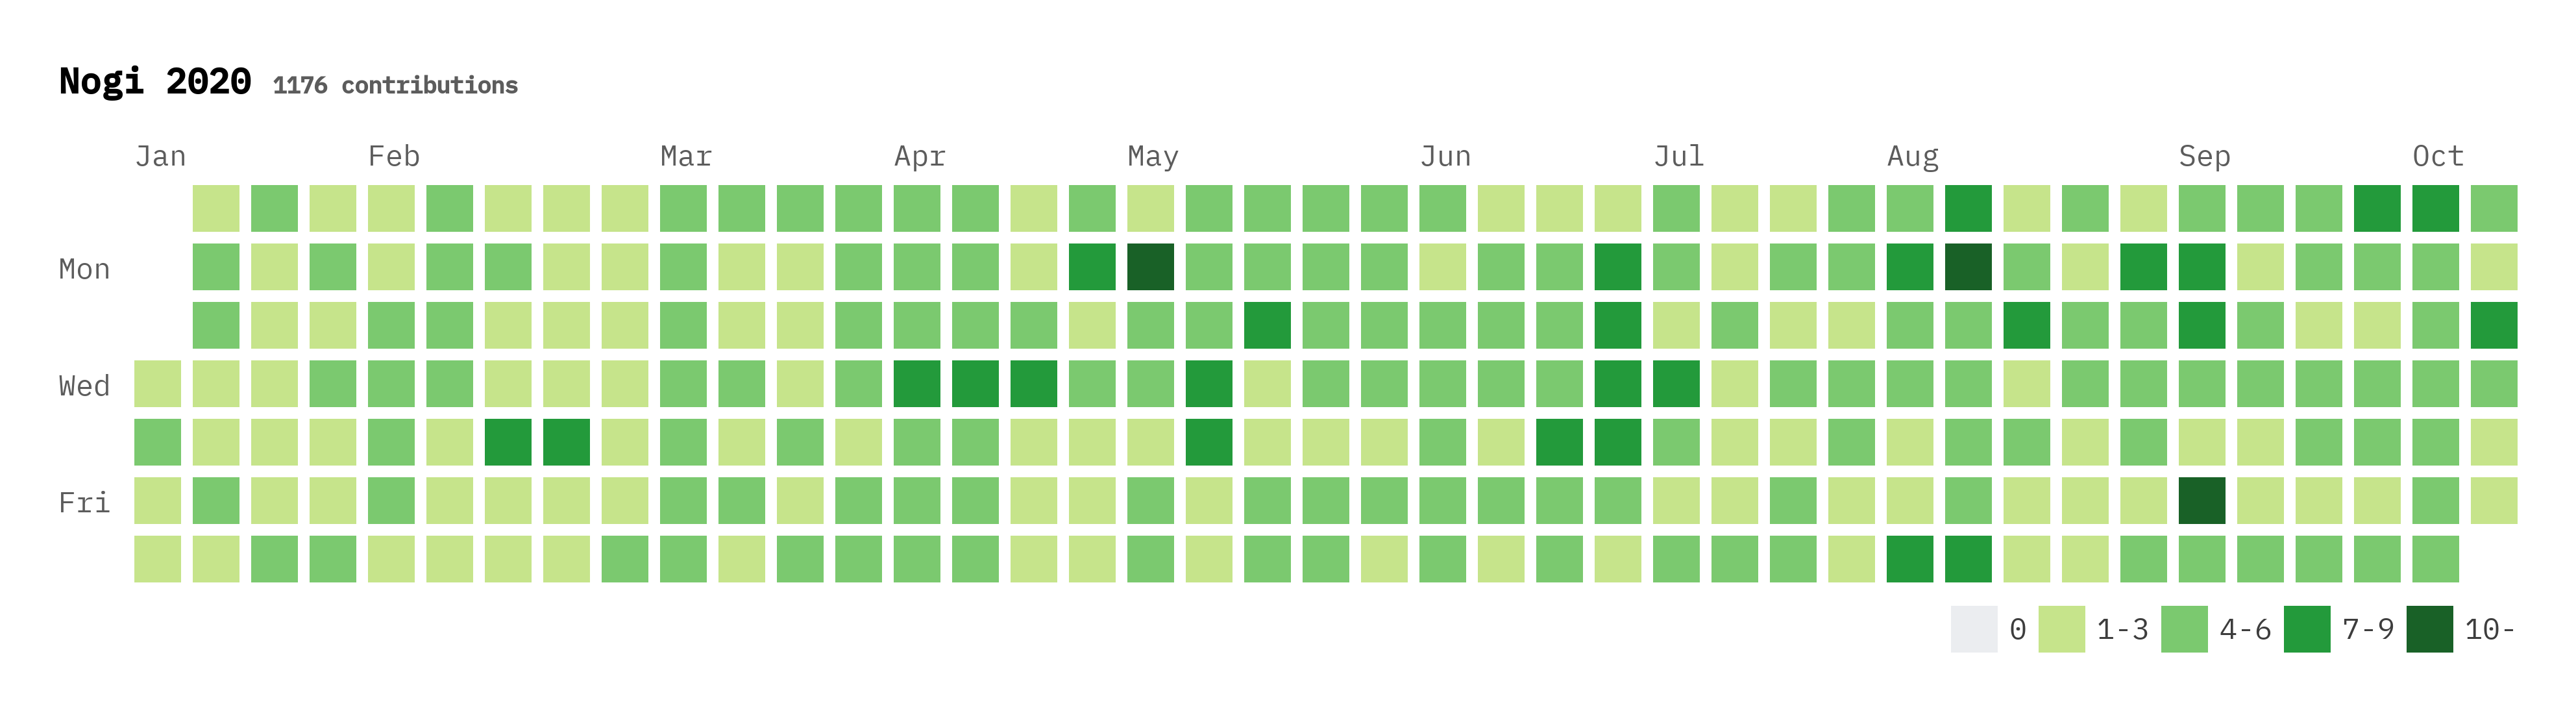 Nogi 2020 1176 contributions
Jan Feb Mar Apr May Jun Jul Aug Sep Oct
Mon
Wed
Fri
0 1-3 4-6 7-9 10-